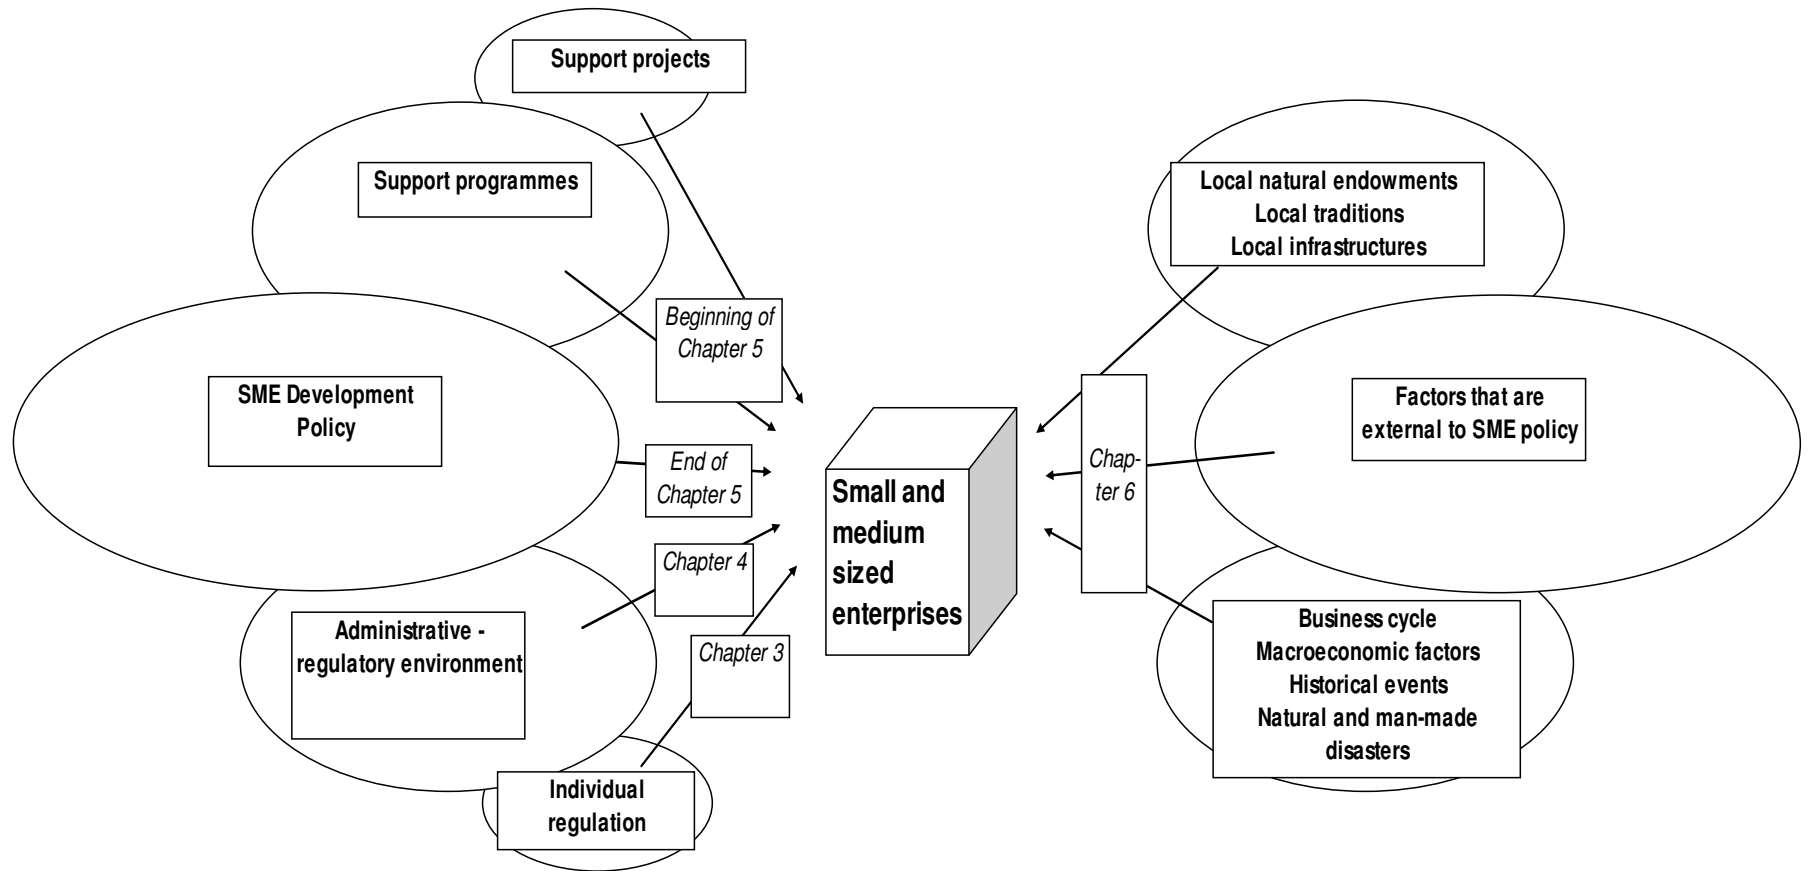 Support projects
Support programmes
Beginning of
Chapter 5
SME Development
Policy
End of
Chapter 5
Chapter 4
Administrative -
regulatory environment
Chapter 3
Individual
regulation
Small and
medium
sized
enterprises
Local natural endowments
Local traditions
Local infrastructures
Chap-
ter 6
Factors that are
external to SME policy
Business cycle
Macroeconomic factors
Historical events
Natural and man-made
disasters